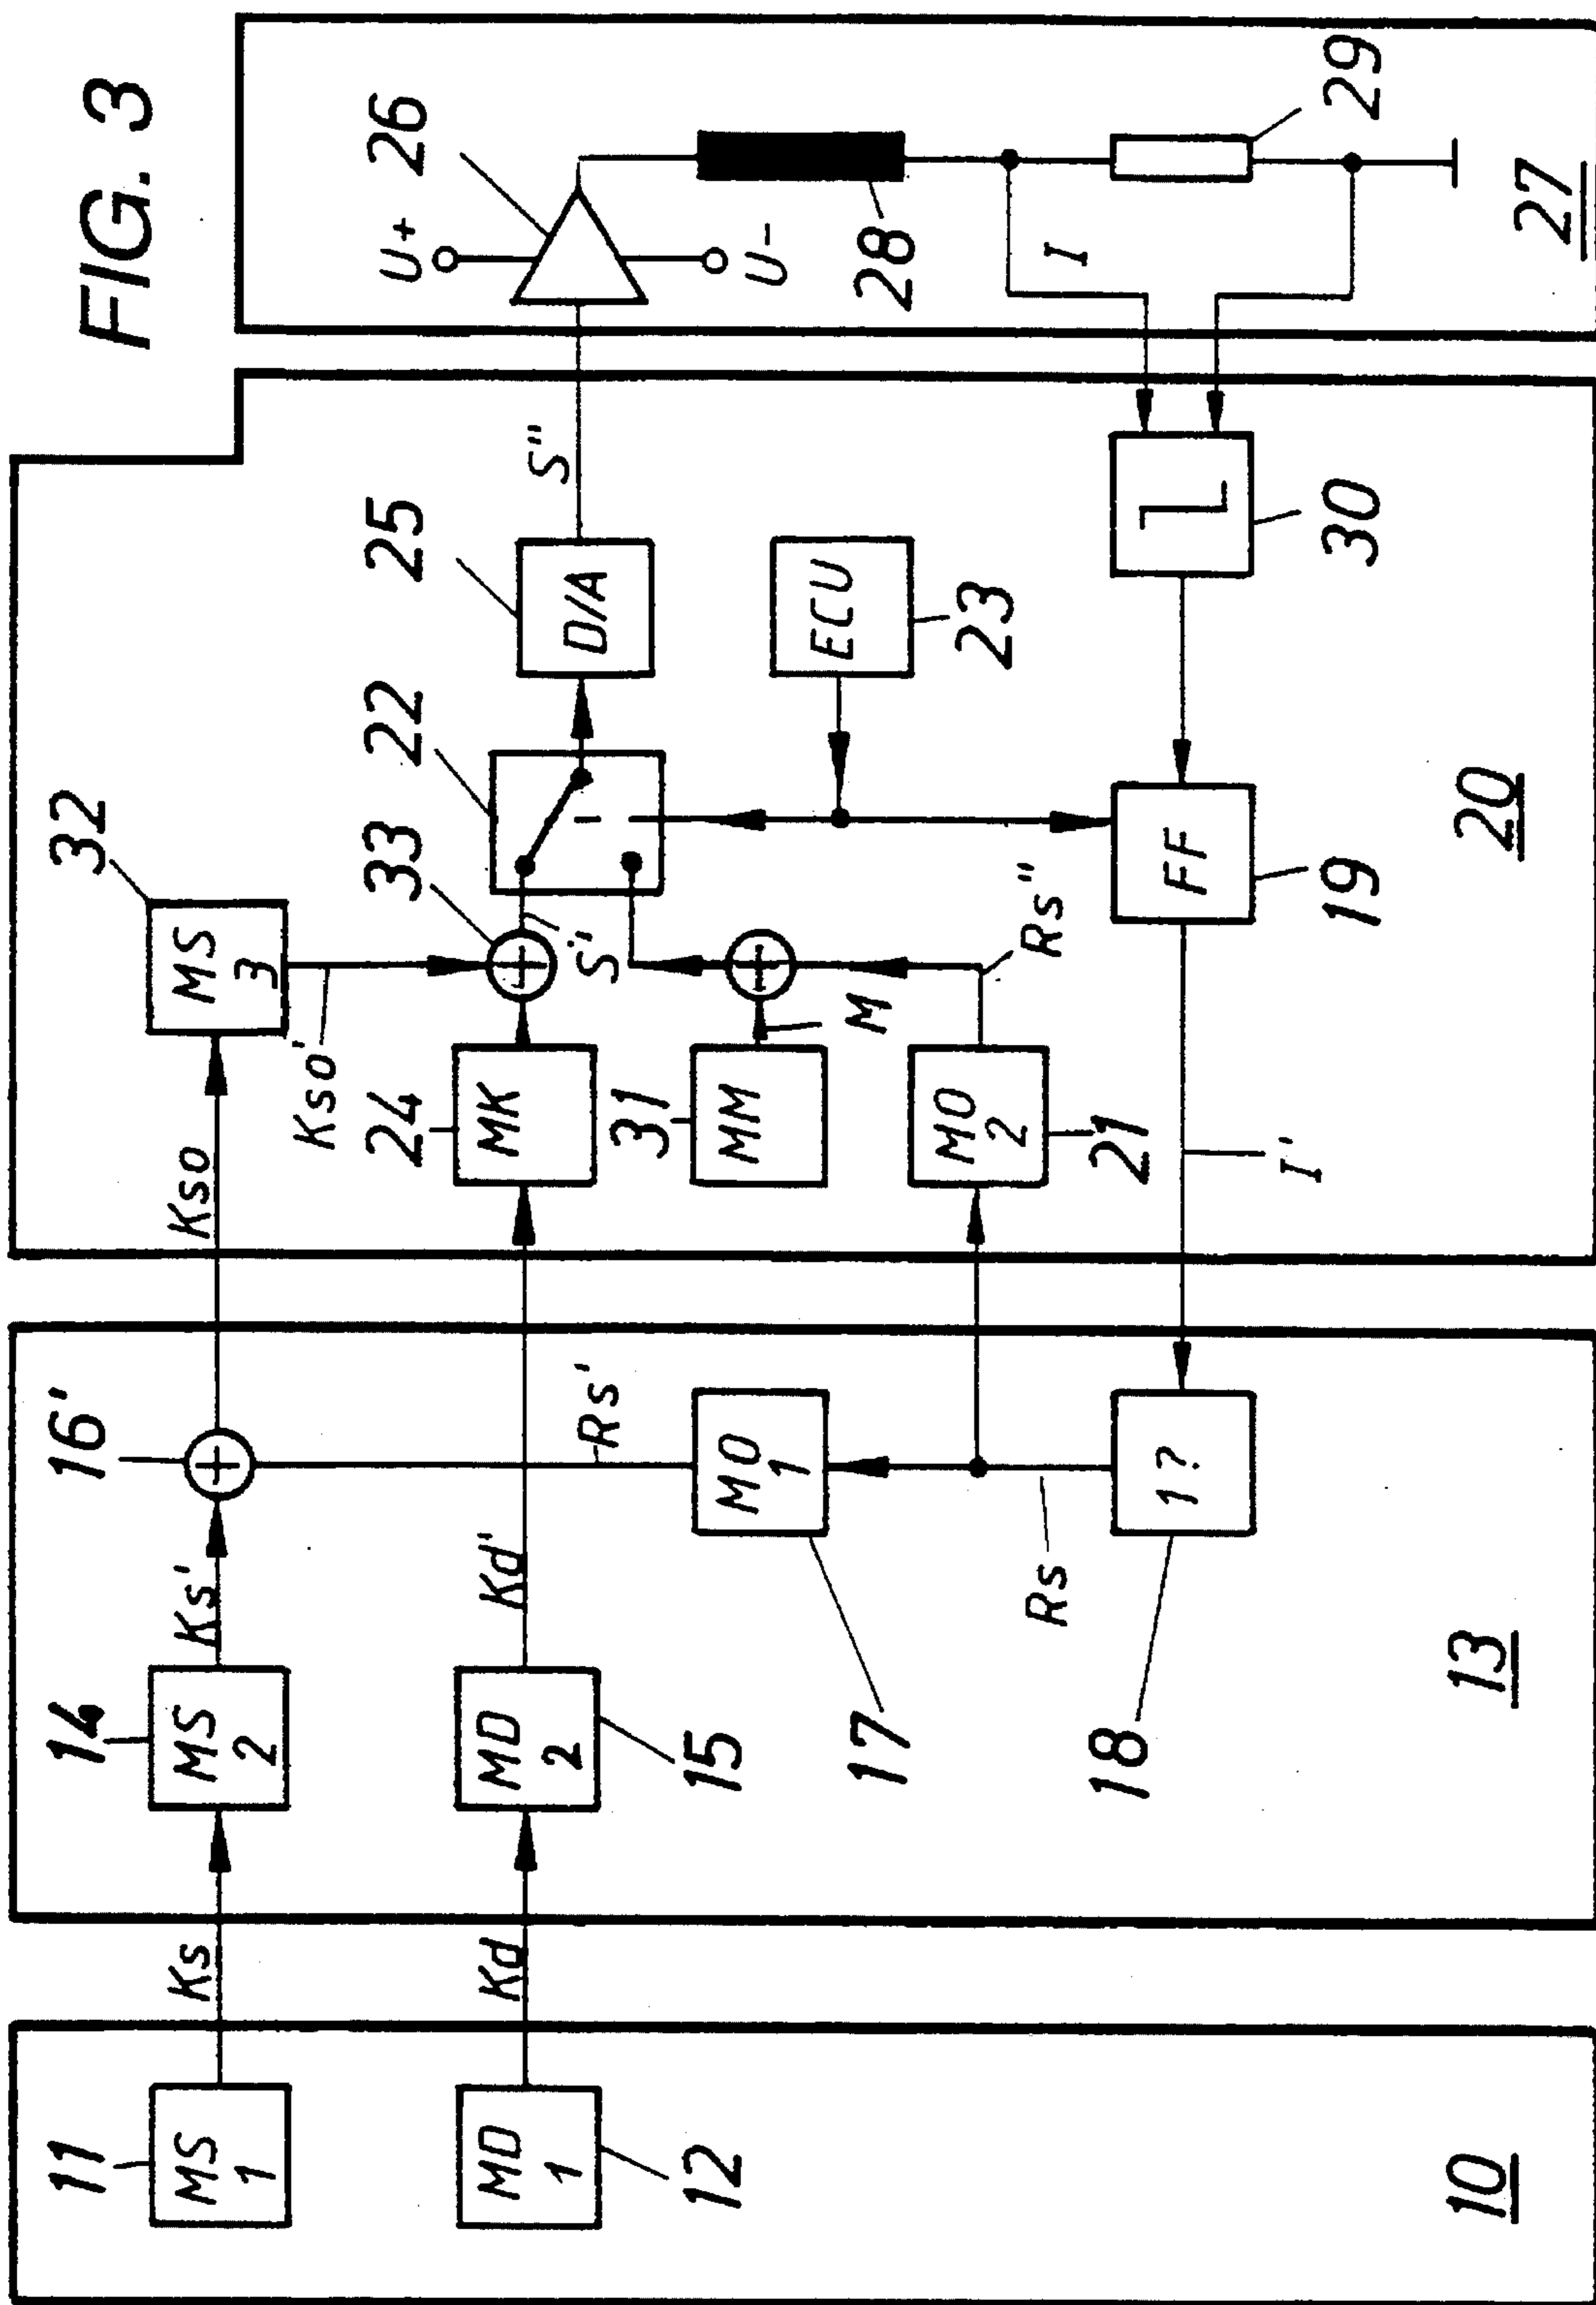 FIG. 3
11
MS
1
MD
1
12
10
Ks
Kd
14
MS
2
Ks'
16'
MD
2
15
Kd'
Rs'
MO
1
17
Rs
1?
18
13
Kso
32
MS
3
Kso'
24
MK
33
S'
22
25
D/A
S"
31
MM
M
ECU
23
MO
2
21
Rs"
FF
19
I'
30
20
26
U+
U-
28
I
29
27